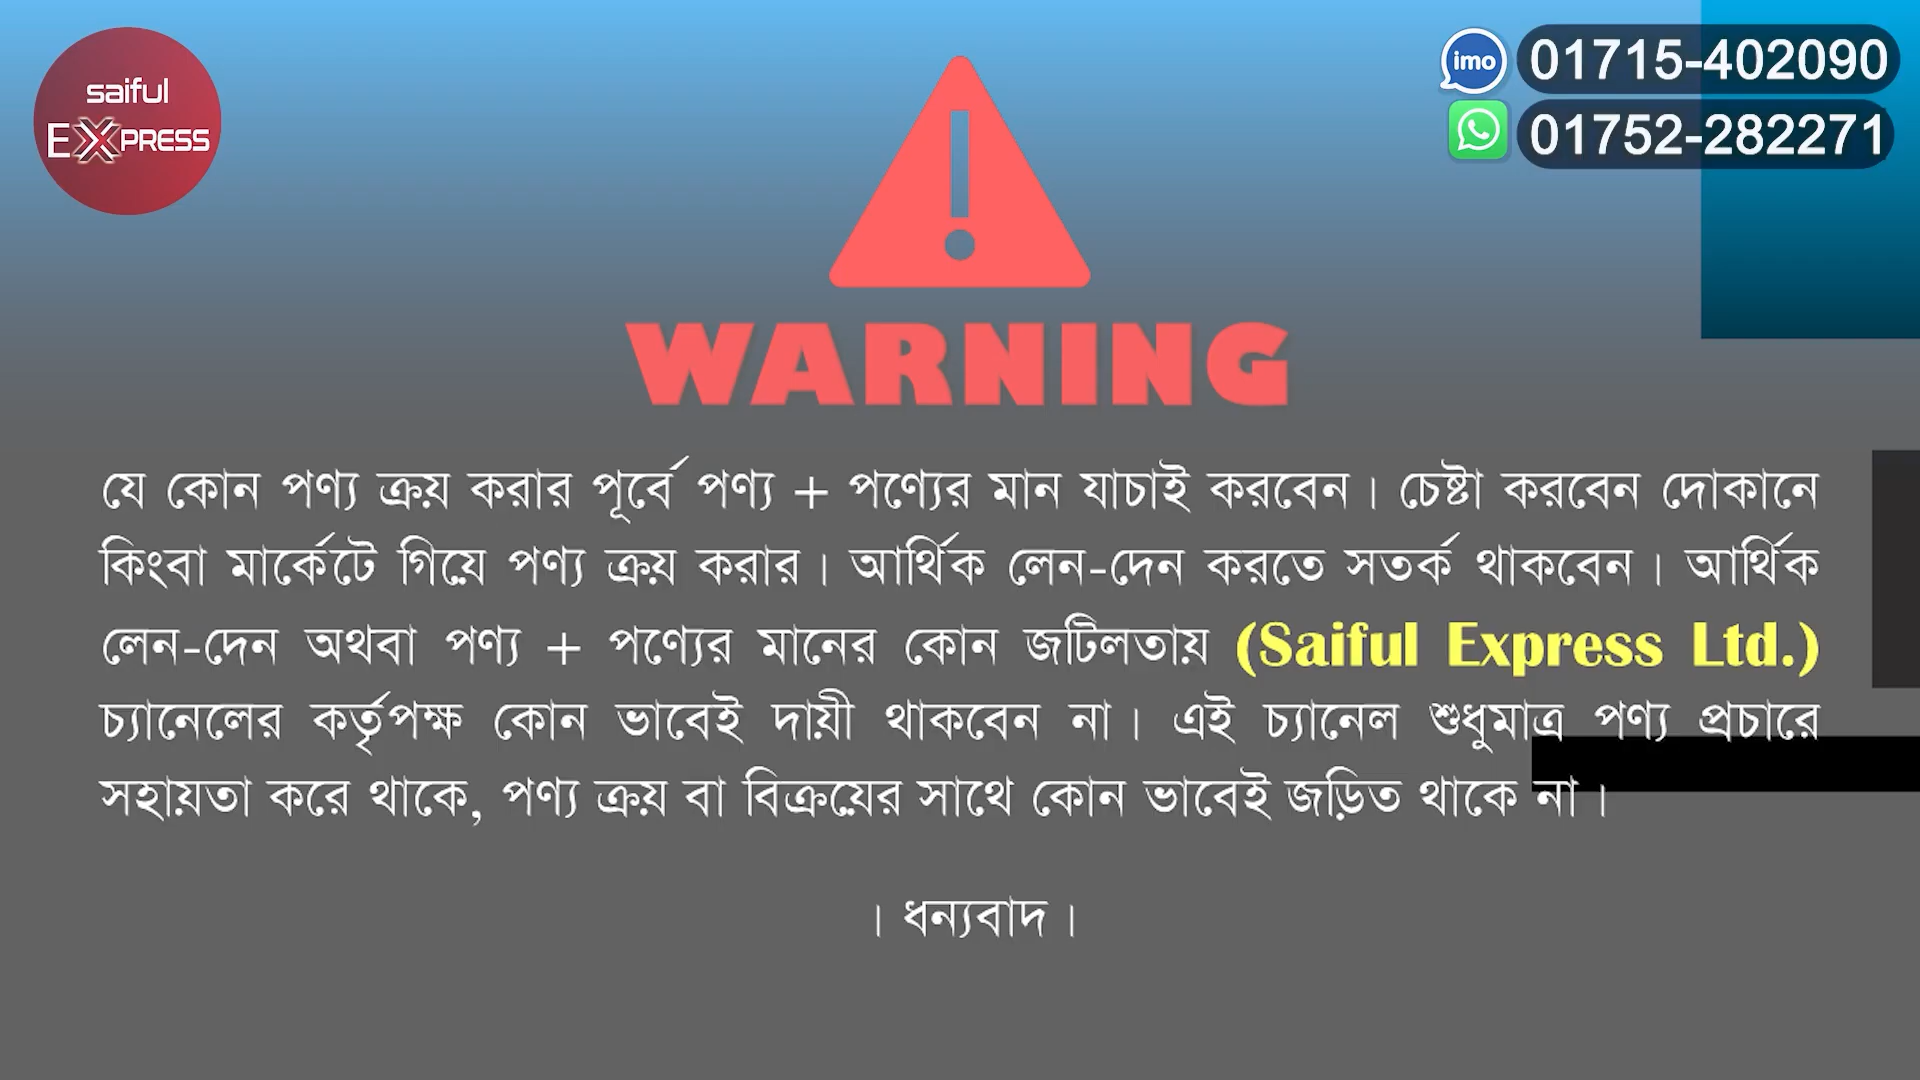 saiful
EXPRESS
imo 01715-402090
01752-282271
WARNING
যে কোন পণ্য ক্রয় করার পূর্বে পণ্য + পণ্যের মান যাচাই করবেন। চেষ্টা করবেন দোকানে
কিংবা মার্কেটে গিয়ে পণ্য ক্রয় করার। আর্থিক লেন-দেন করতে সতর্ক থাকবেন। আর্থিক
লেন-দেন অথবা পণ্য + পণ্যের মানের কোন জটিলতায় (Saiful Express Ltd.)
চ্যানেলের কর্তৃপক্ষ কোন ভাবেই দায়ী থাকবেন না। এই চ্যানেল শুধুমাত্র পণ্য প্রচারে
সহায়তা করে থাকে, পণ্য ক্রয় বা বিক্রয়ের সাথে কোন ভাবেই জড়িত থাকে না।
। ধন্যবাদ ।